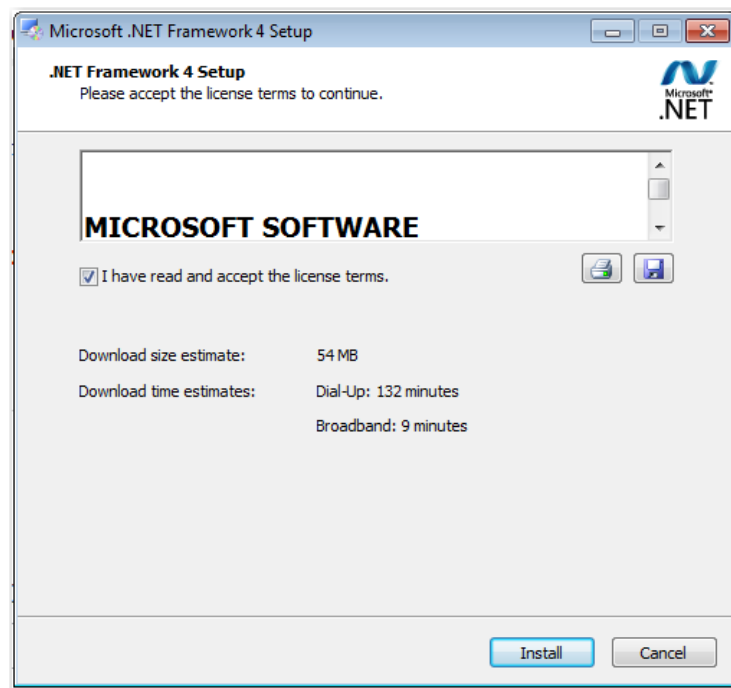 Microsoft .NET Framework 4 Setup
.NET Framework 4 Setup
Please accept the license terms to continue.
Microsoft®
.NET
MICROSOFT SOFTWARE
I have read and accept the license terms.
Download size estimate: 54 MB
Download time estimates: Dial-Up: 132 minutes
Broadband: 9 minutes
Install Cancel